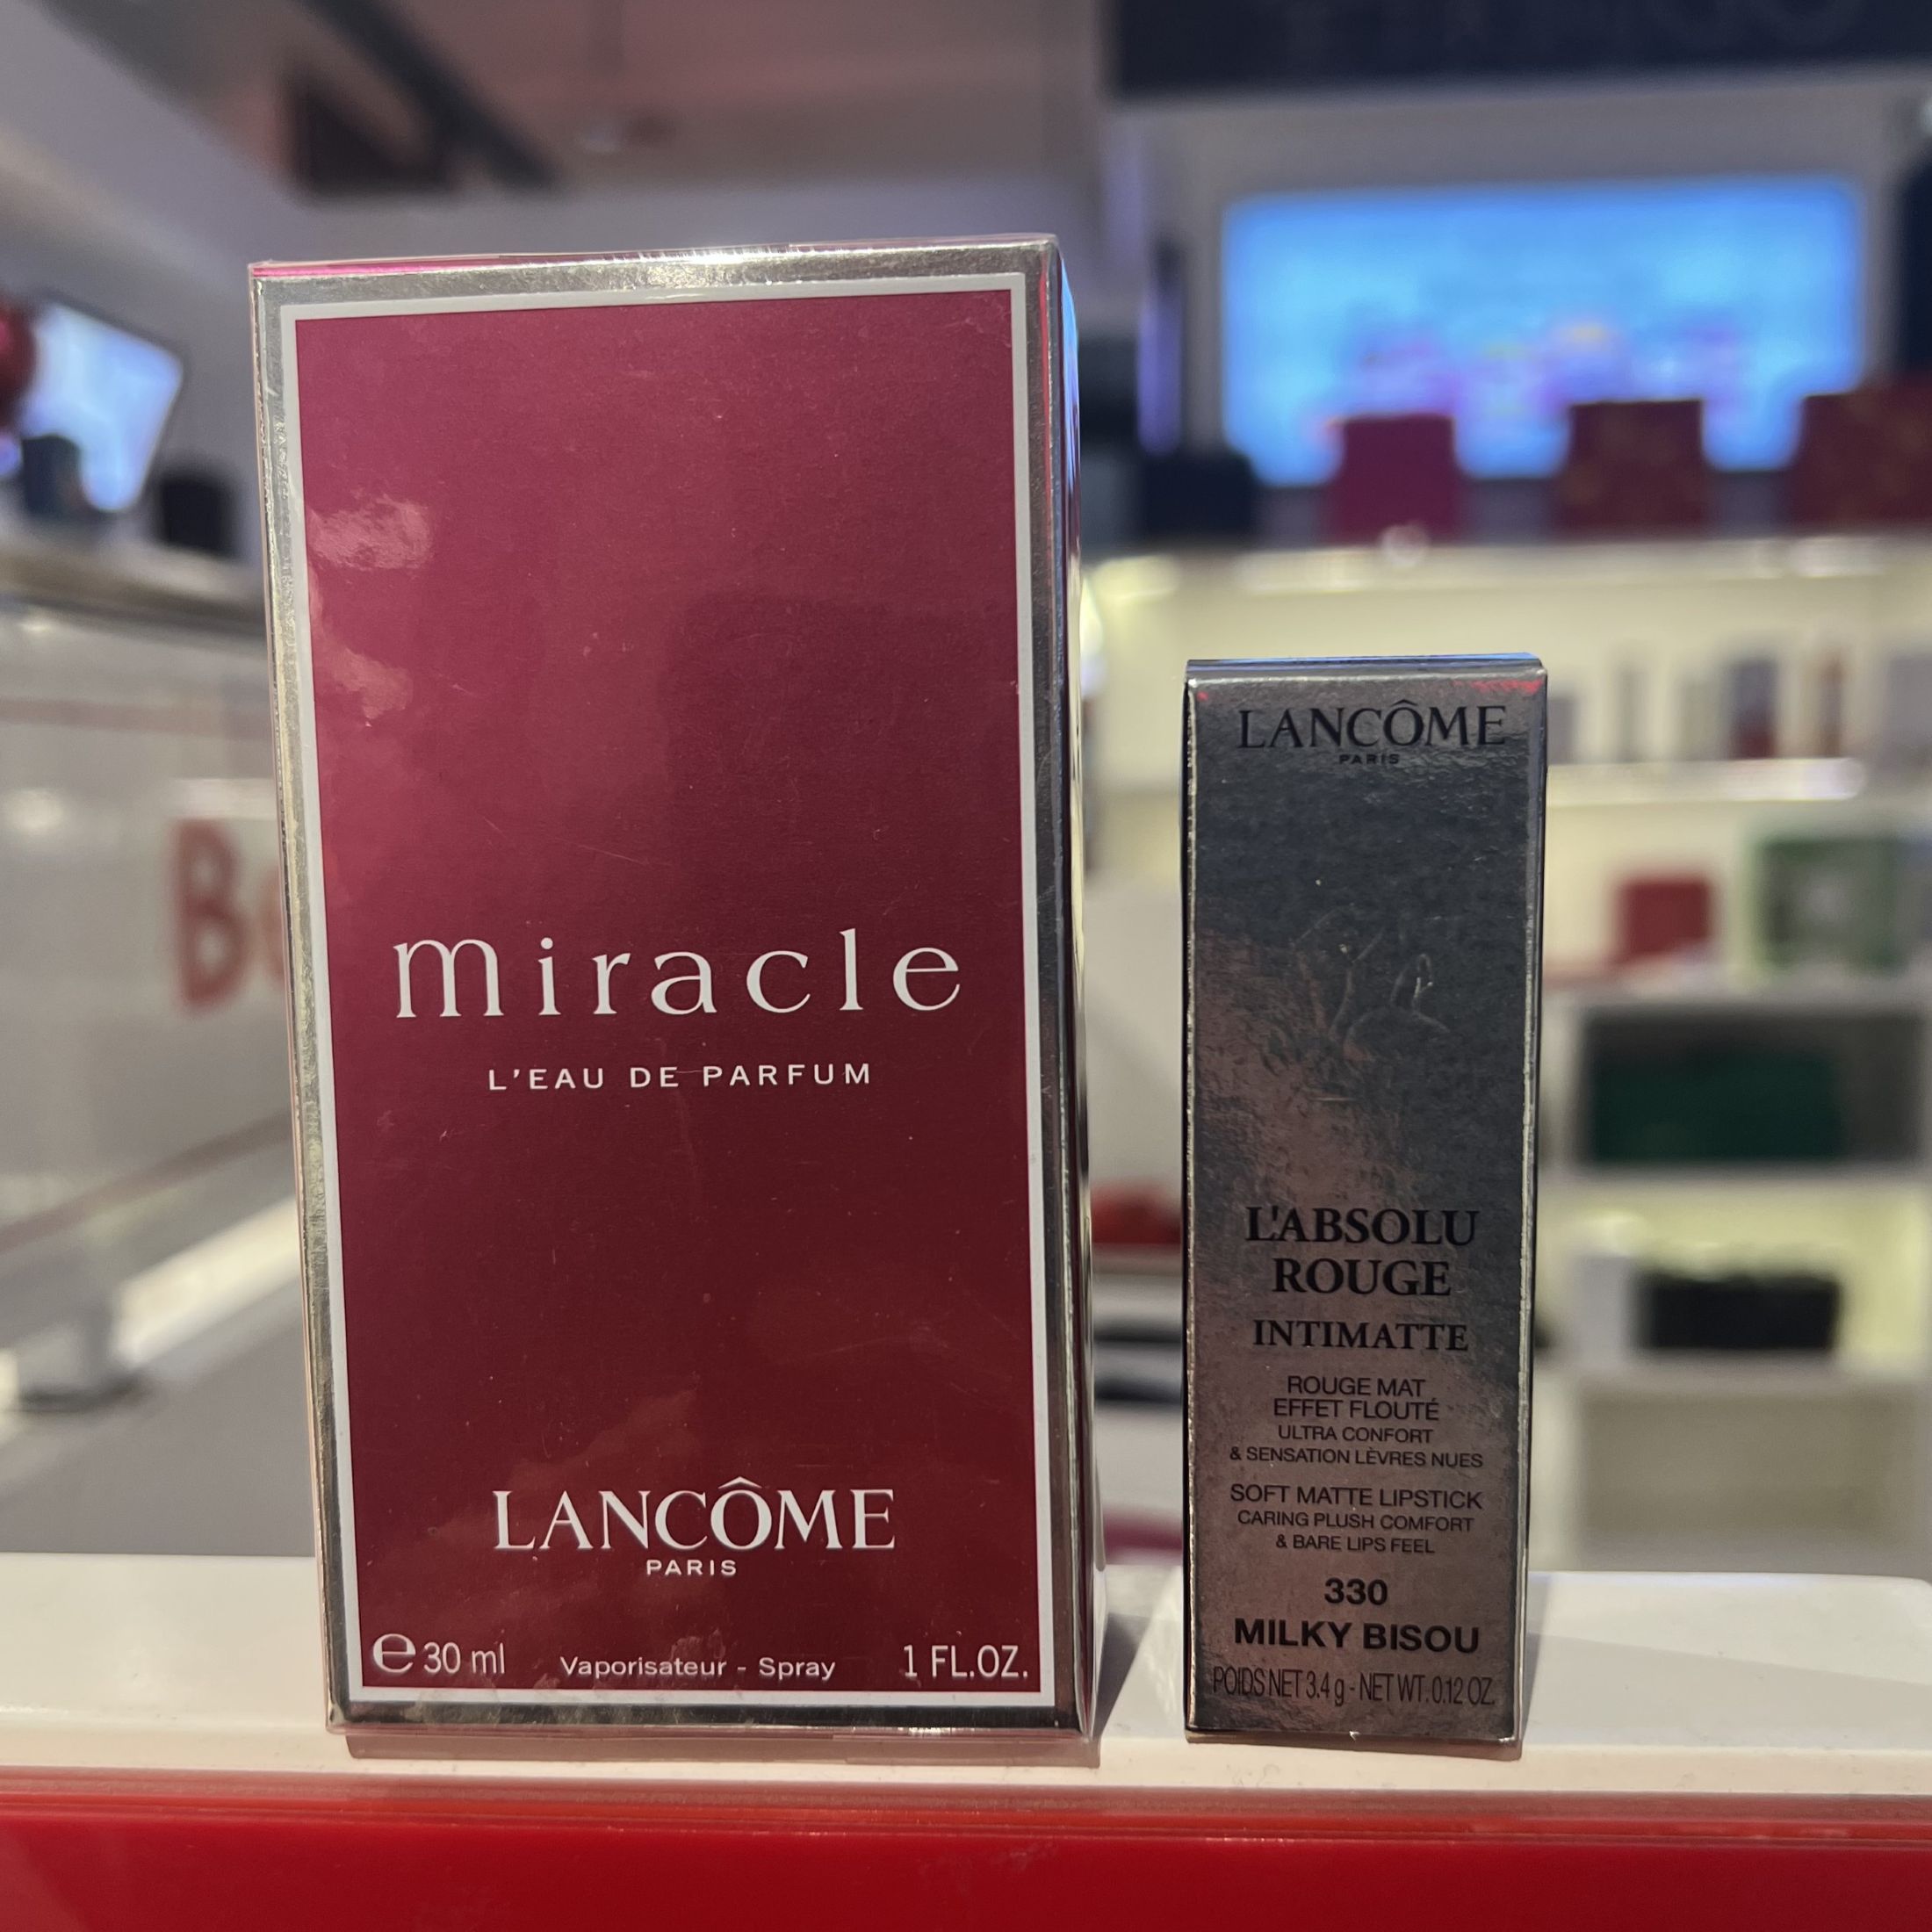 miracle
L'EAU DE PARFUM
LANCÔME
PARIS
℮ 30 ml Vaporisateur - Spray 1 FL.OZ.
LANCÔME
PARIS
L'ABSOLU
ROUGE
INTIMATTE
ROUGE MAT
EFFET FLOUTÉ
ULTRA CONFORT
& SENSATION LÈVRES NUES
SOFT MATTE LIPSTICK
CARING PLUSH COMFORT
& BARE LIPS FEEL
330
MILKY BISOU
POIDS NET 3.4 g - NET WT. 0.12 OZ.